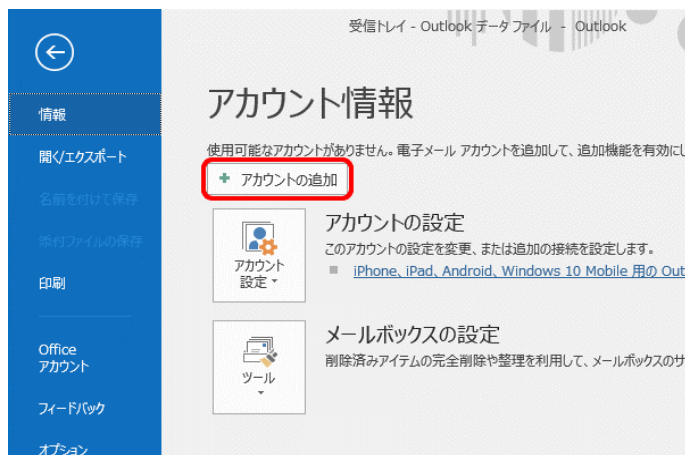 受信トレイ - Outlook データ ファイル - Outlook
情報
開く/エクスポート
名前を付けて保存
添付ファイルの保存
印刷
Office
アカウント
フィードバック
オプション
アカウント情報
使用可能なアカウントがありません。電子メール アカウントを追加して、追加機能を有効にし
アカウントの追加
アカウント
設定
アカウントの設定
このアカウントの設定を変更、または追加の接続を設定します。
iPhone、iPad、Android、Windows 10 Mobile 用の Out
ツール
メールボックスの設定
削除済みアイテムの完全削除や整理を利用して、メールボックスのサ